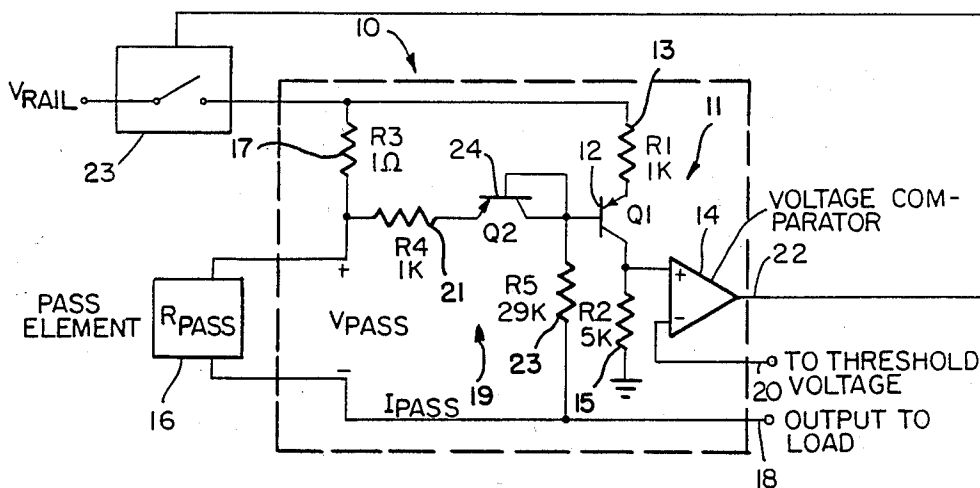 10
13
VRAIL
23
17
R3
1Ω
24
12
R1
1K
11
Q1
Q2
14
VOLTAGE COM-
PARATOR
22
+
R4
1K
21
+
−
PASS
ELEMENT
RPASS
VPASS
R5
29K
23
R2
5K
19
15
−
IPASS
16
TO THRESHOLD
20 VOLTAGE
OUTPUT TO
LOAD
18